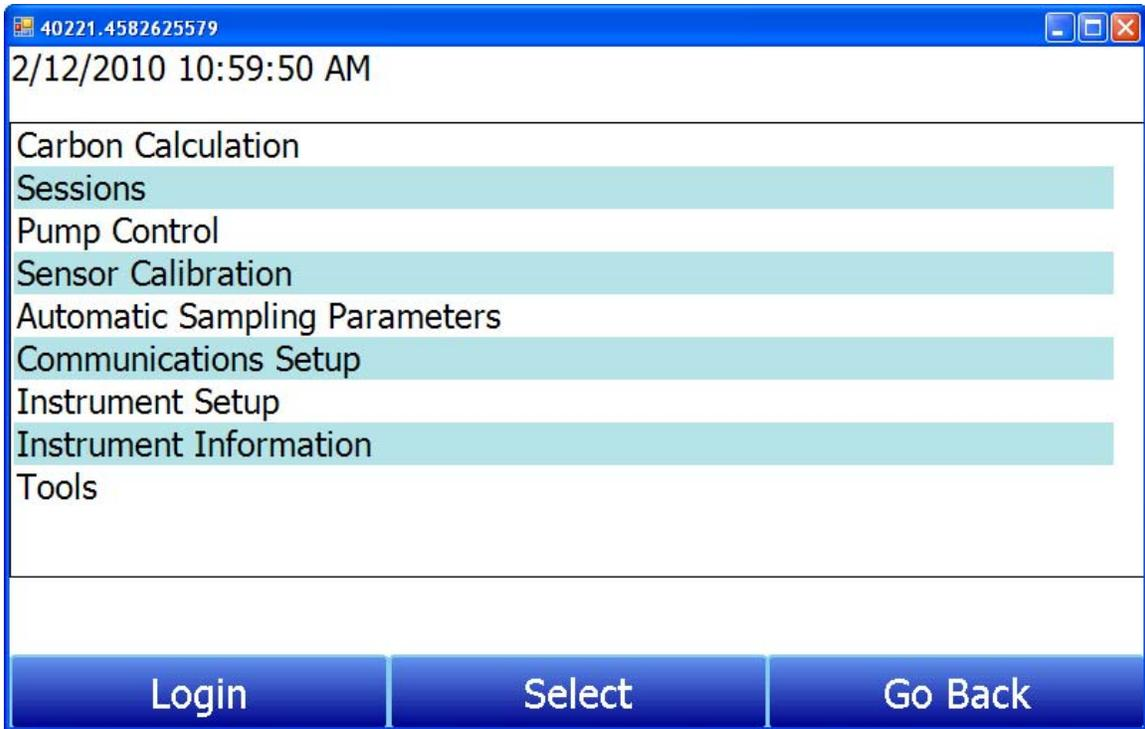 40221.4582625579
2/12/2010 10:59:50 AM
Carbon Calculation
Sessions
Pump Control
Sensor Calibration
Automatic Sampling Parameters
Communications Setup
Instrument Setup
Instrument Information
Tools
Login Select Go Back